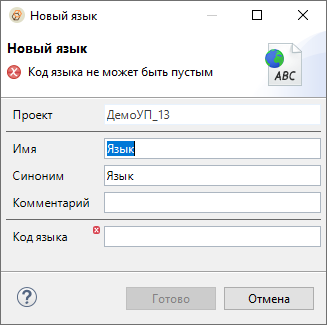 Новый язык
Новый язык
Код языка не может быть пустым
ABC
Проект ДемоУП_13
Имя Язык
Синоним Язык
Комментарий
Код языка
?
Готово Отмена